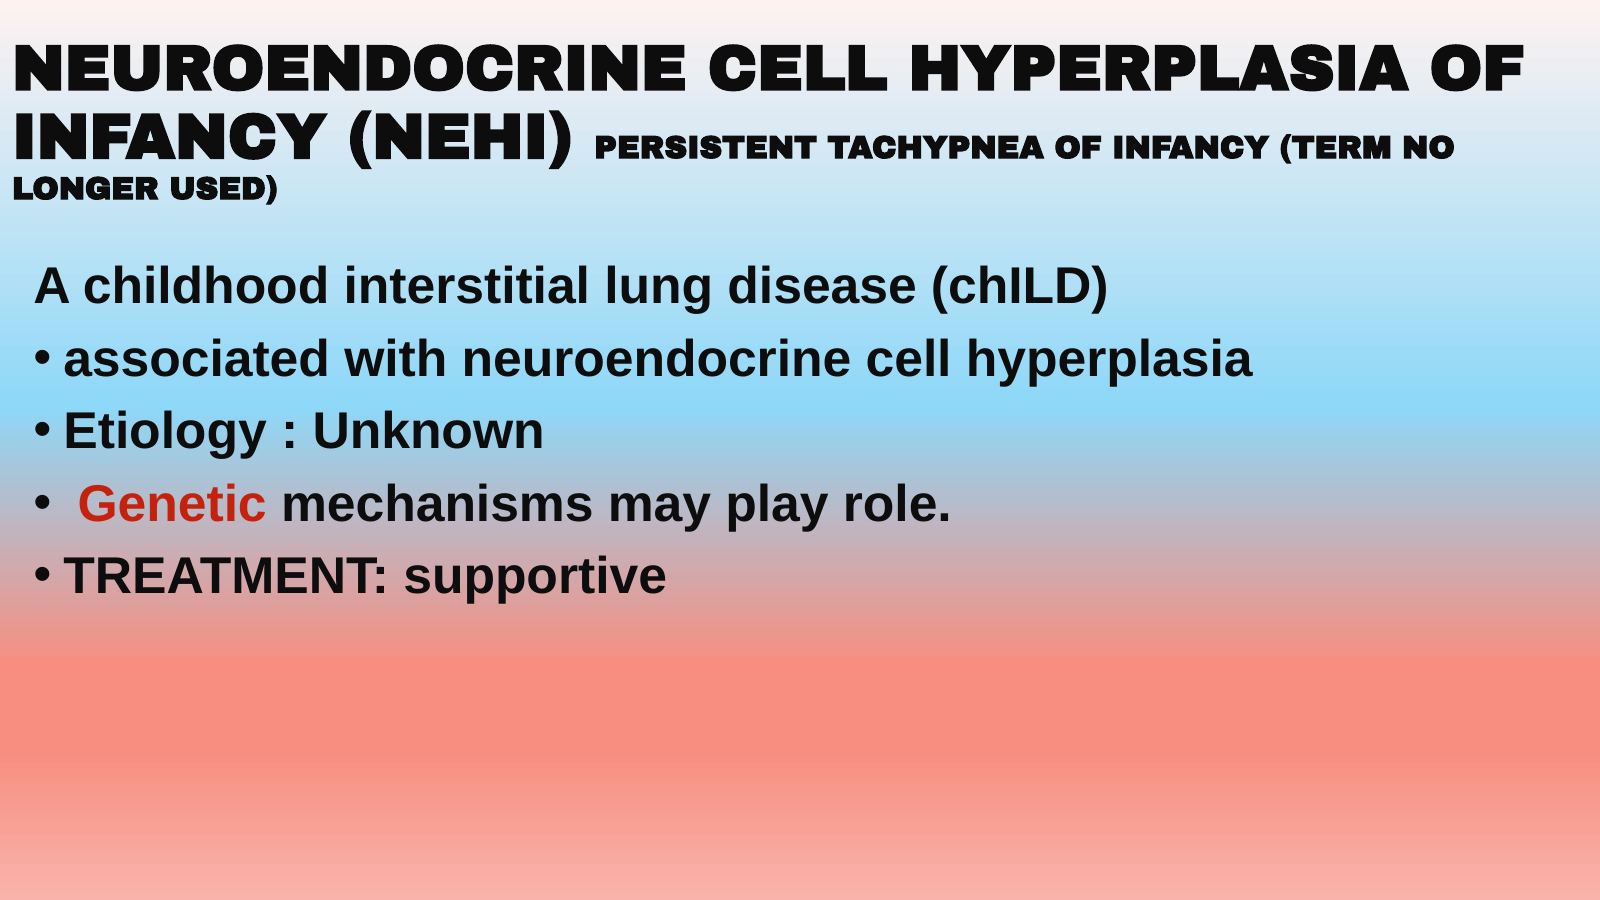 NEUROENDOCRINE CELL HYPERPLASIA OF
INFANCY (NEHI) PERSISTENT TACHYPNEA OF INFANCY (TERM NO
LONGER USED)
A childhood interstitial lung disease (chILD)
• associated with neuroendocrine cell hyperplasia
• Etiology : Unknown
• Genetic mechanisms may play role.
• TREATMENT: supportive